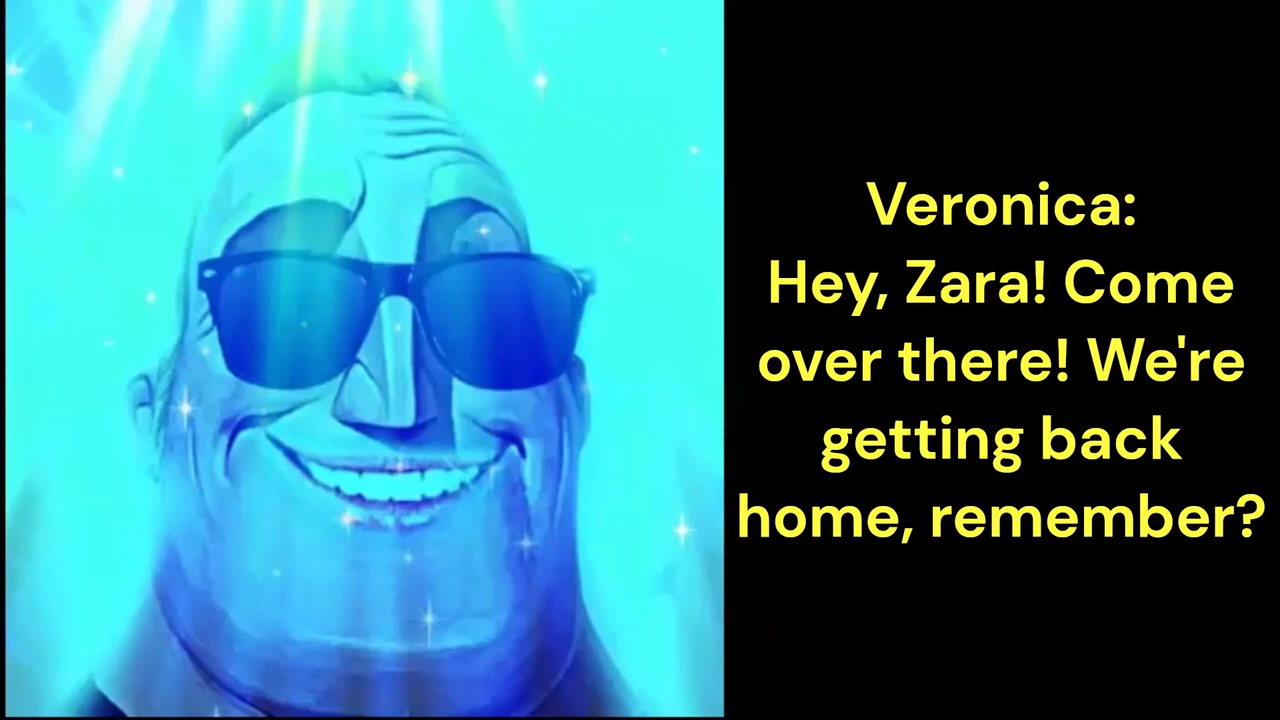 Veronica:
Hey, Zara! Come
over there! We're
getting back
home, remember?